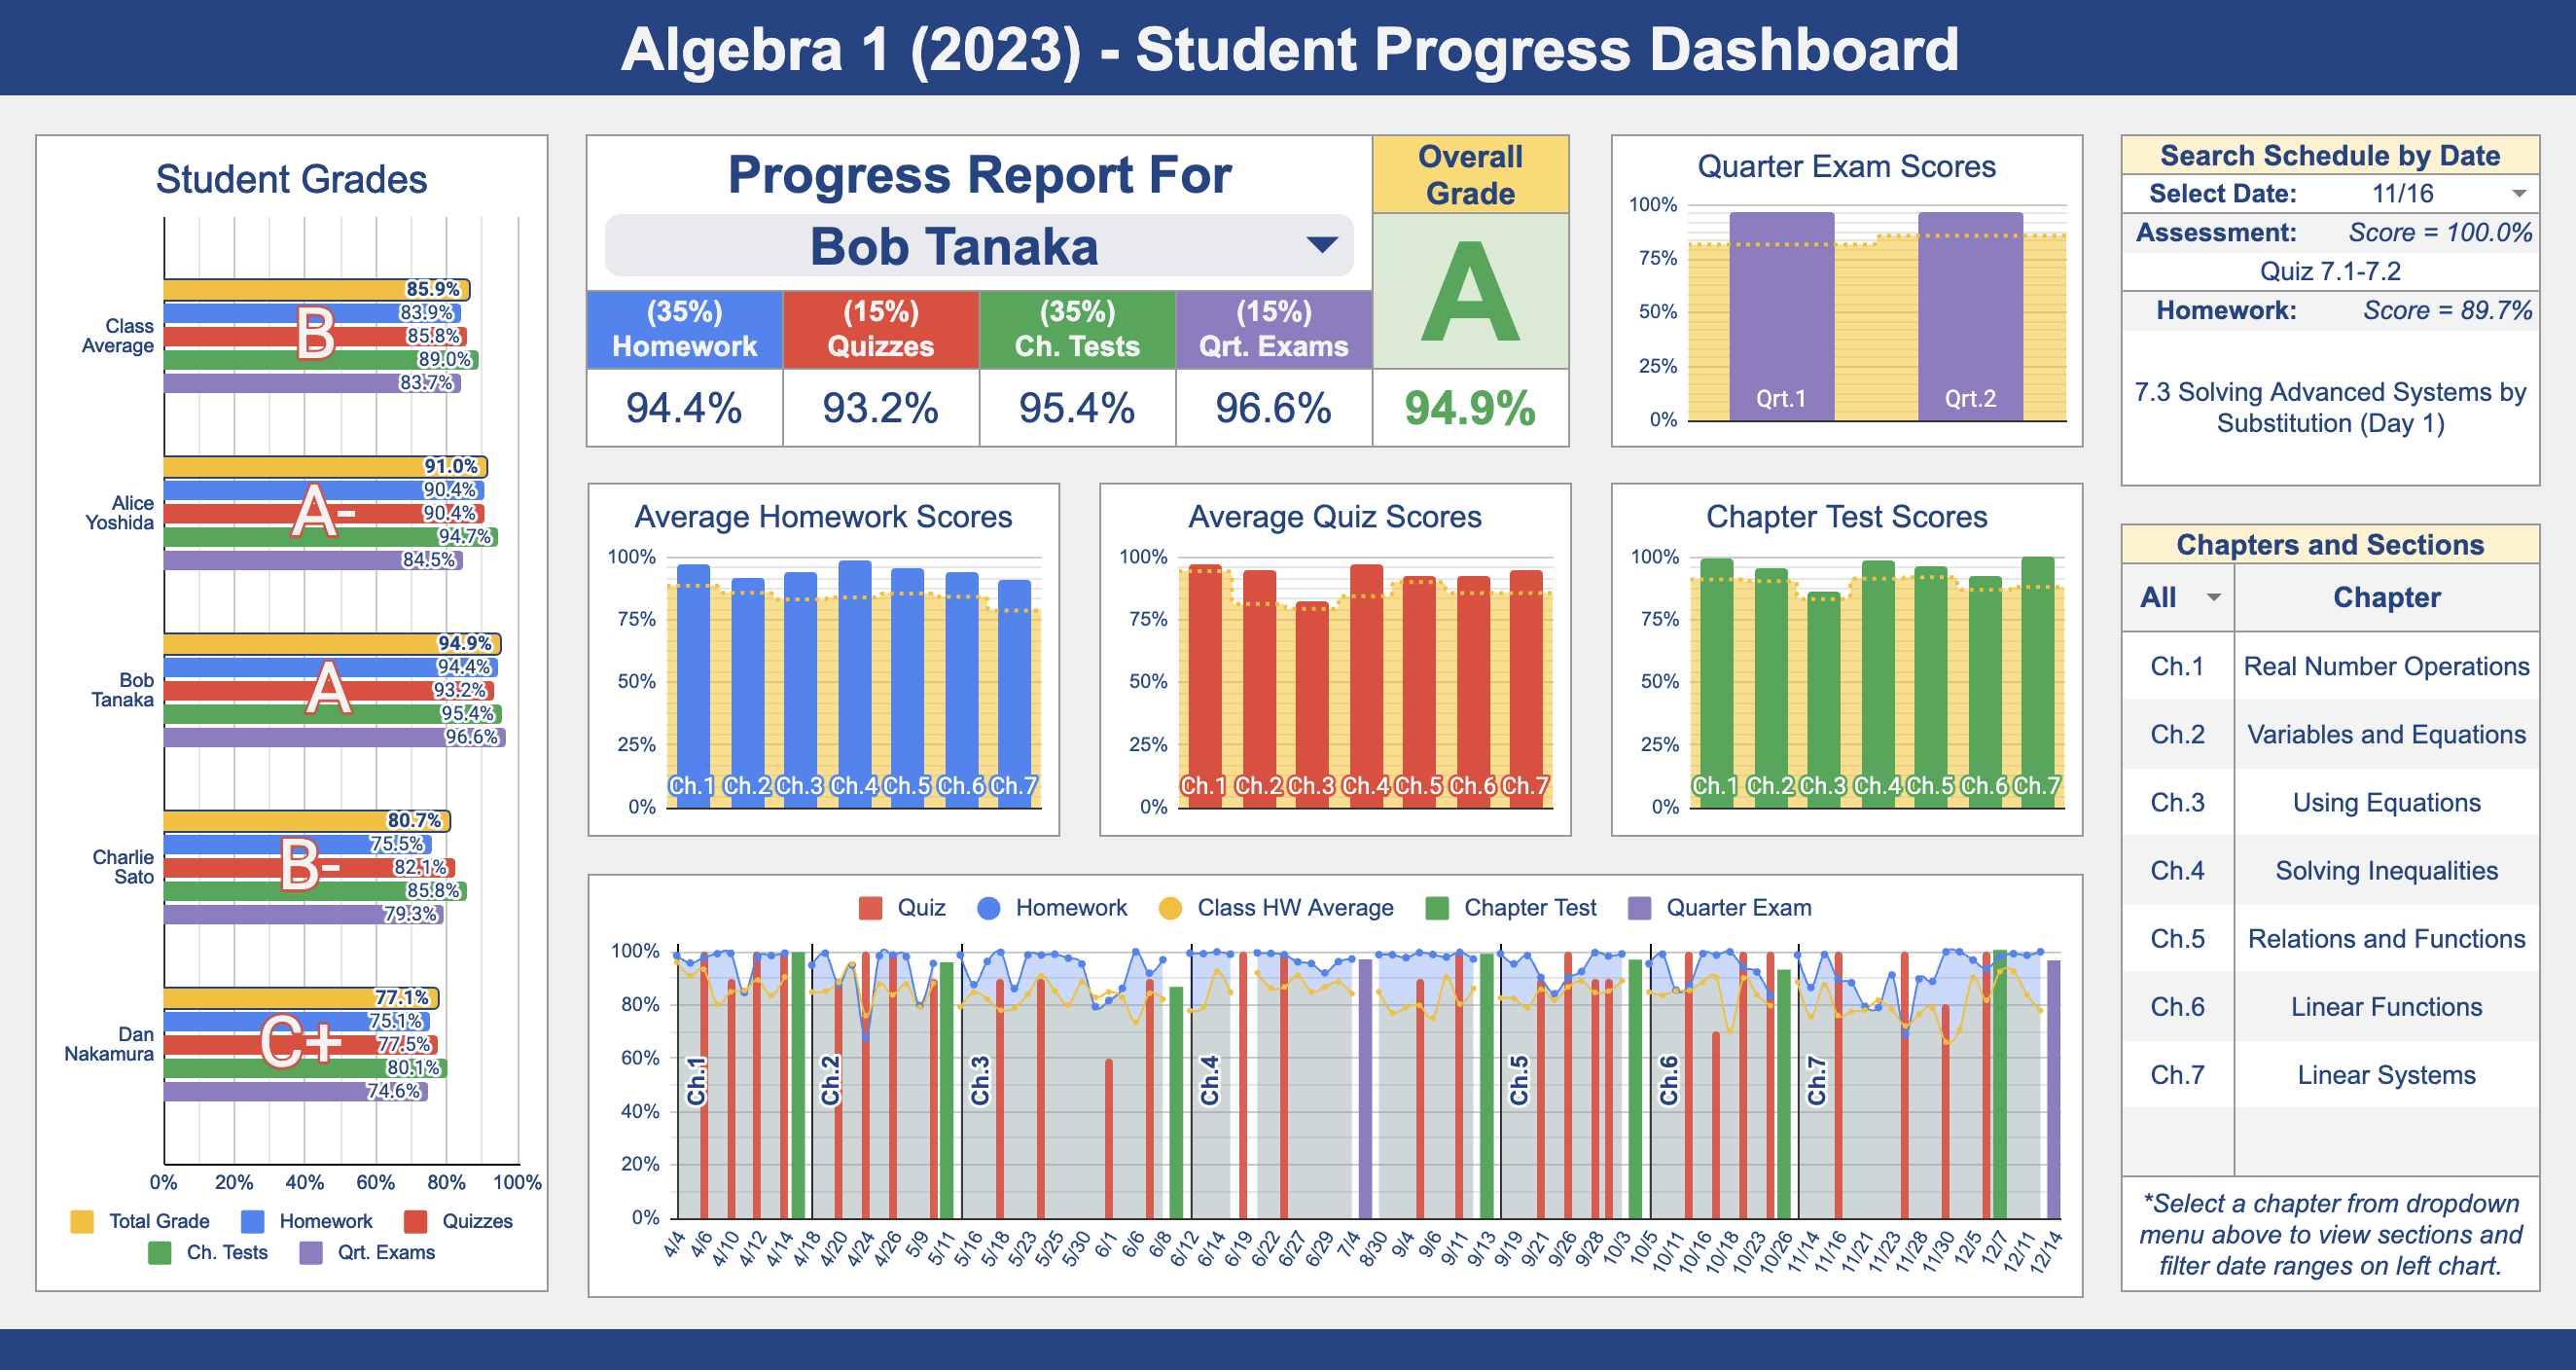 Algebra 1 (2023) - Student Progress Dashboard
Student Grades
Class
Average
85.9%
83.9%
85.8%
89.0%
83.7%
B
Alice
Yoshida
91.0%
90.4%
90.4%
94.7%
84.5%
A-
Bob
Tanaka
94.9%
94.4%
93.2%
95.4%
96.6%
A
Charlie
Sato
80.7%
75.5%
82.1%
85.8%
79.3%
B-
Dan
Nakamura
77.1%
75.1%
77.5%
80.1%
74.6%
C+
0% 20% 40% 60% 80% 100%
Total Grade Homework Quizzes
Ch. Tests Qrt. Exams
Progress Report For
Bob Tanaka
Overall
Grade
A
94.9%
(35%) (15%) (35%) (15%)
Homework Quizzes Ch. Tests Qrt. Exams
94.4% 93.2% 95.4% 96.6%
Quarter Exam Scores
100%
75%
50%
25%
0%
Qrt.1 Qrt.2
Average Homework Scores
100%
75%
50%
25%
0%
Ch.1 Ch.2 Ch.3 Ch.4 Ch.5 Ch.6 Ch.7
Average Quiz Scores
100%
75%
50%
25%
0%
Ch.1 Ch.2 Ch.3 Ch.4 Ch.5 Ch.6 Ch.7
Chapter Test Scores
100%
75%
50%
25%
0%
Ch.1 Ch.2 Ch.3 Ch.4 Ch.5 Ch.6 Ch.7
Quiz Homework Class HW Average Chapter Test Quarter Exam
100%
80%
60%
40%
20%
0%
Ch.1 Ch.2 Ch.3 Ch.4 Ch.5 Ch.6 Ch.7
4/4 4/6 4/10 4/12 4/14 4/18 4/20 4/24 4/26 5/9 5/11 5/16 5/18 5/23 5/25 5/30 6/1 6/6 6/8 6/12 6/14 6/19 6/22 6/27 6/29 7/4 8/30 9/4 9/6 9/11 9/13 9/19 9/21 9/26 9/28 10/3 10/5 10/11 10/16 10/18 10/23 10/26 11/14 11/16 11/21 11/23 11/28 11/30 12/5 12/7 12/11 12/14
Search Schedule by Date
Select Date: 11/16
Assessment: Score = 100.0%
Quiz 7.1-7.2
Homework: Score = 89.7%
7.3 Solving Advanced Systems by
Substitution (Day 1)
Chapters and Sections
All Chapter
Ch.1 Real Number Operations
Ch.2 Variables and Equations
Ch.3 Using Equations
Ch.4 Solving Inequalities
Ch.5 Relations and Functions
Ch.6 Linear Functions
Ch.7 Linear Systems
*Select a chapter from dropdown
menu above to view sections and
filter date ranges on left chart.